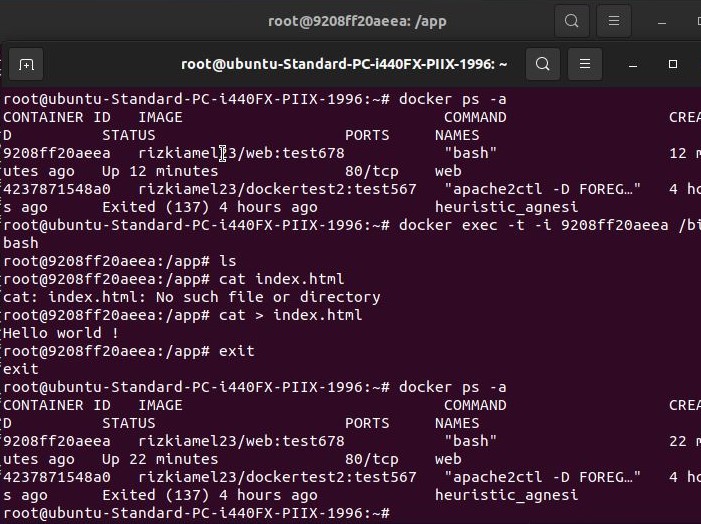 root@9208ff20aeea: /app
root@ubuntu-Standard-PC-i440FX-PIIX-1996: ~
root@ubuntu-Standard-PC-i440FX-PIIX-1996:~# docker ps -a
CONTAINER ID   IMAGE                             COMMAND                  CREA
D         STATUS                     PORTS     NAMES
9208ff20aeea   rizkiamel23/web:test678           "bash"                   12 m
utes ago   Up 12 minutes             80/tcp    web
4237871548a0   rizkiamel23/dockertest2:test567   "apache2ctl -D FOREG…"   4 ho
s ago      Exited (137) 4 hours ago            heuristic_agnesi
root@ubuntu-Standard-PC-i440FX-PIIX-1996:~# docker exec -t -i 9208ff20aeea /bi
bash
root@9208ff20aeea:/app# ls
root@9208ff20aeea:/app# cat index.html
cat: index.html: No such file or directory
root@9208ff20aeea:/app# cat > index.html
Hello world !
root@9208ff20aeea:/app# exit
exit
root@ubuntu-Standard-PC-i440FX-PIIX-1996:~# docker ps -a
CONTAINER ID   IMAGE                             COMMAND                  CREA
D         STATUS                     PORTS     NAMES
9208ff20aeea   rizkiamel23/web:test678           "bash"                   22 m
utes ago   Up 22 minutes             80/tcp    web
4237871548a0   rizkiamel23/dockertest2:test567   "apache2ctl -D FOREG…"   4 ho
s ago      Exited (137) 4 hours ago            heuristic_agnesi
root@ubuntu-Standard-PC-i440FX-PIIX-1996:~#